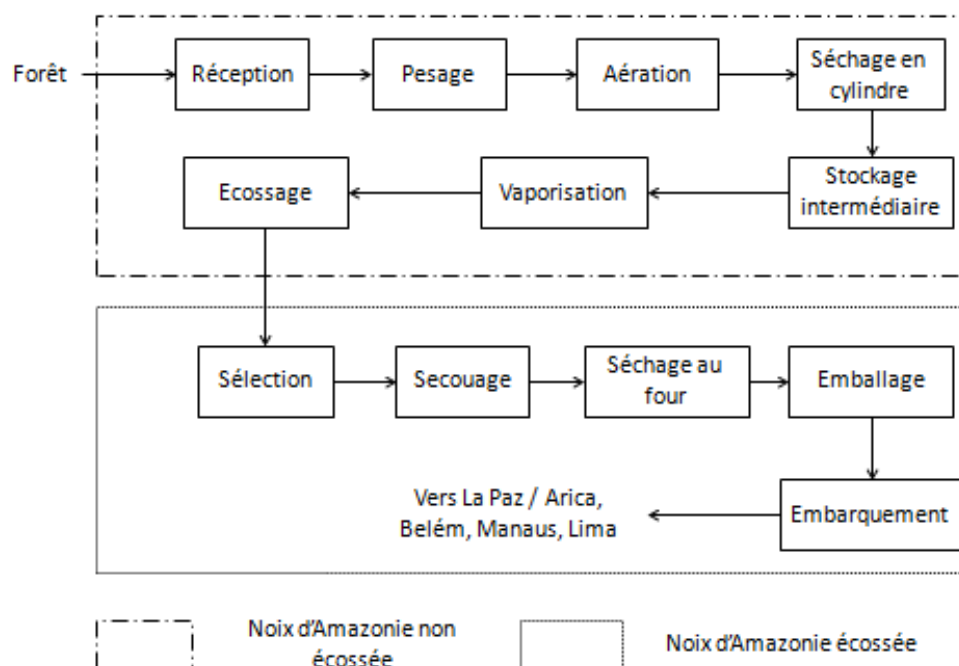 Forêt
Réception
Pesage
Aération
Séchage en
cylindre
Ecossage
Vaporisation
Stockage
intermédiaire
Sélection
Secouage
Séchage au
four
Emballage
Vers La Paz / Arica,
Belém, Manaus, Lima
Embarquement
Noix d'Amazonie non
écossée
Noix d'Amazonie écossée